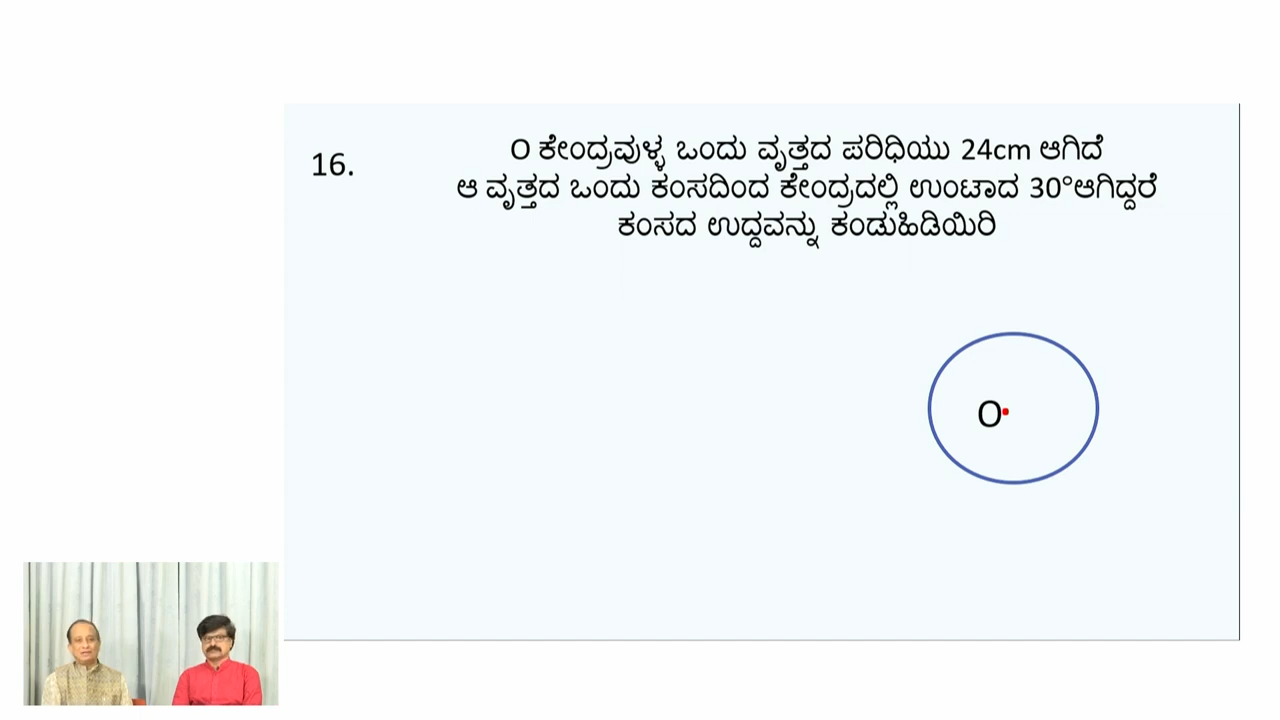 16.
O ಕೇಂದ್ರವುಳ್ಳ ಒಂದು ವೃತ್ತದ ಪರಿಧಿಯು 24cm ಆಗಿದೆ
ಆ ವೃತ್ತದ ಒಂದು ಕಂಸದಿಂದ ಕೇಂದ್ರದಲ್ಲಿ ಉಂಟಾದ 30°ಆಗಿದ್ದರೆ
ಕಂಸದ ಉದ್ದವನ್ನು ಕಂಡುಹಿಡಿಯಿರಿ
O